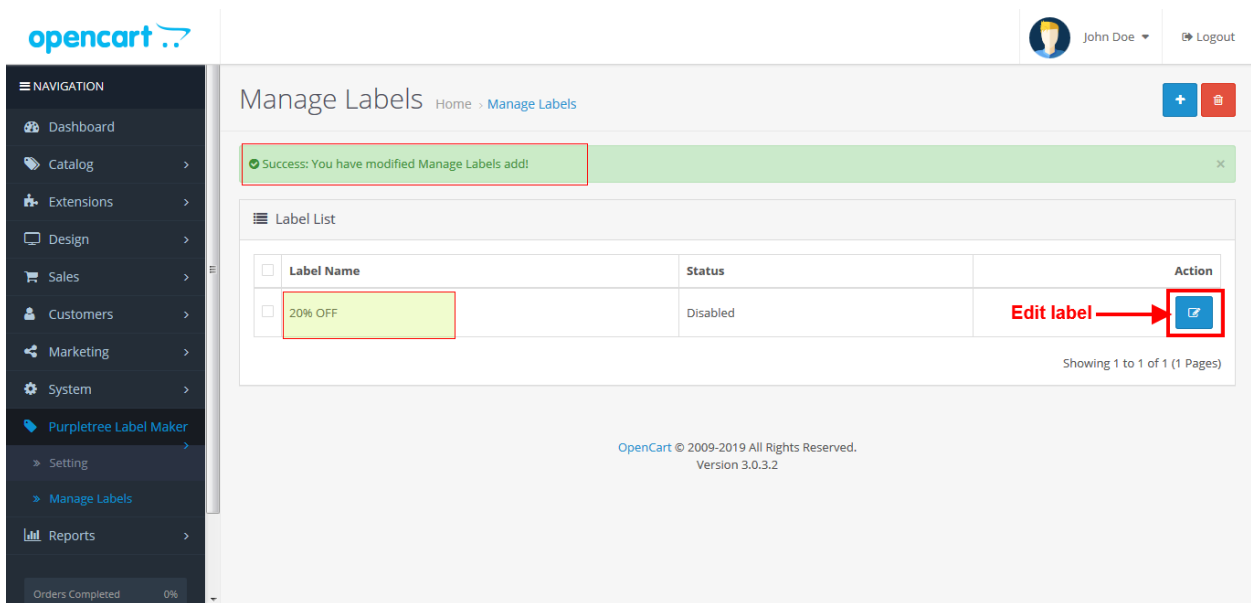 opencart
John Doe
Logout
NAVIGATION
Dashboard
Catalog
Extensions
Design
Sales
Customers
Marketing
System
Purpletree Label Maker
Setting
Manage Labels
Reports
Orders Completed 0%
Manage Labels Home › Manage Labels
Success: You have modified Manage Labels add!
Label List
Label Name Status Action
20% OFF Disabled Edit label
Showing 1 to 1 of 1 (1 Pages)
OpenCart © 2009-2019 All Rights Reserved.
Version 3.0.3.2